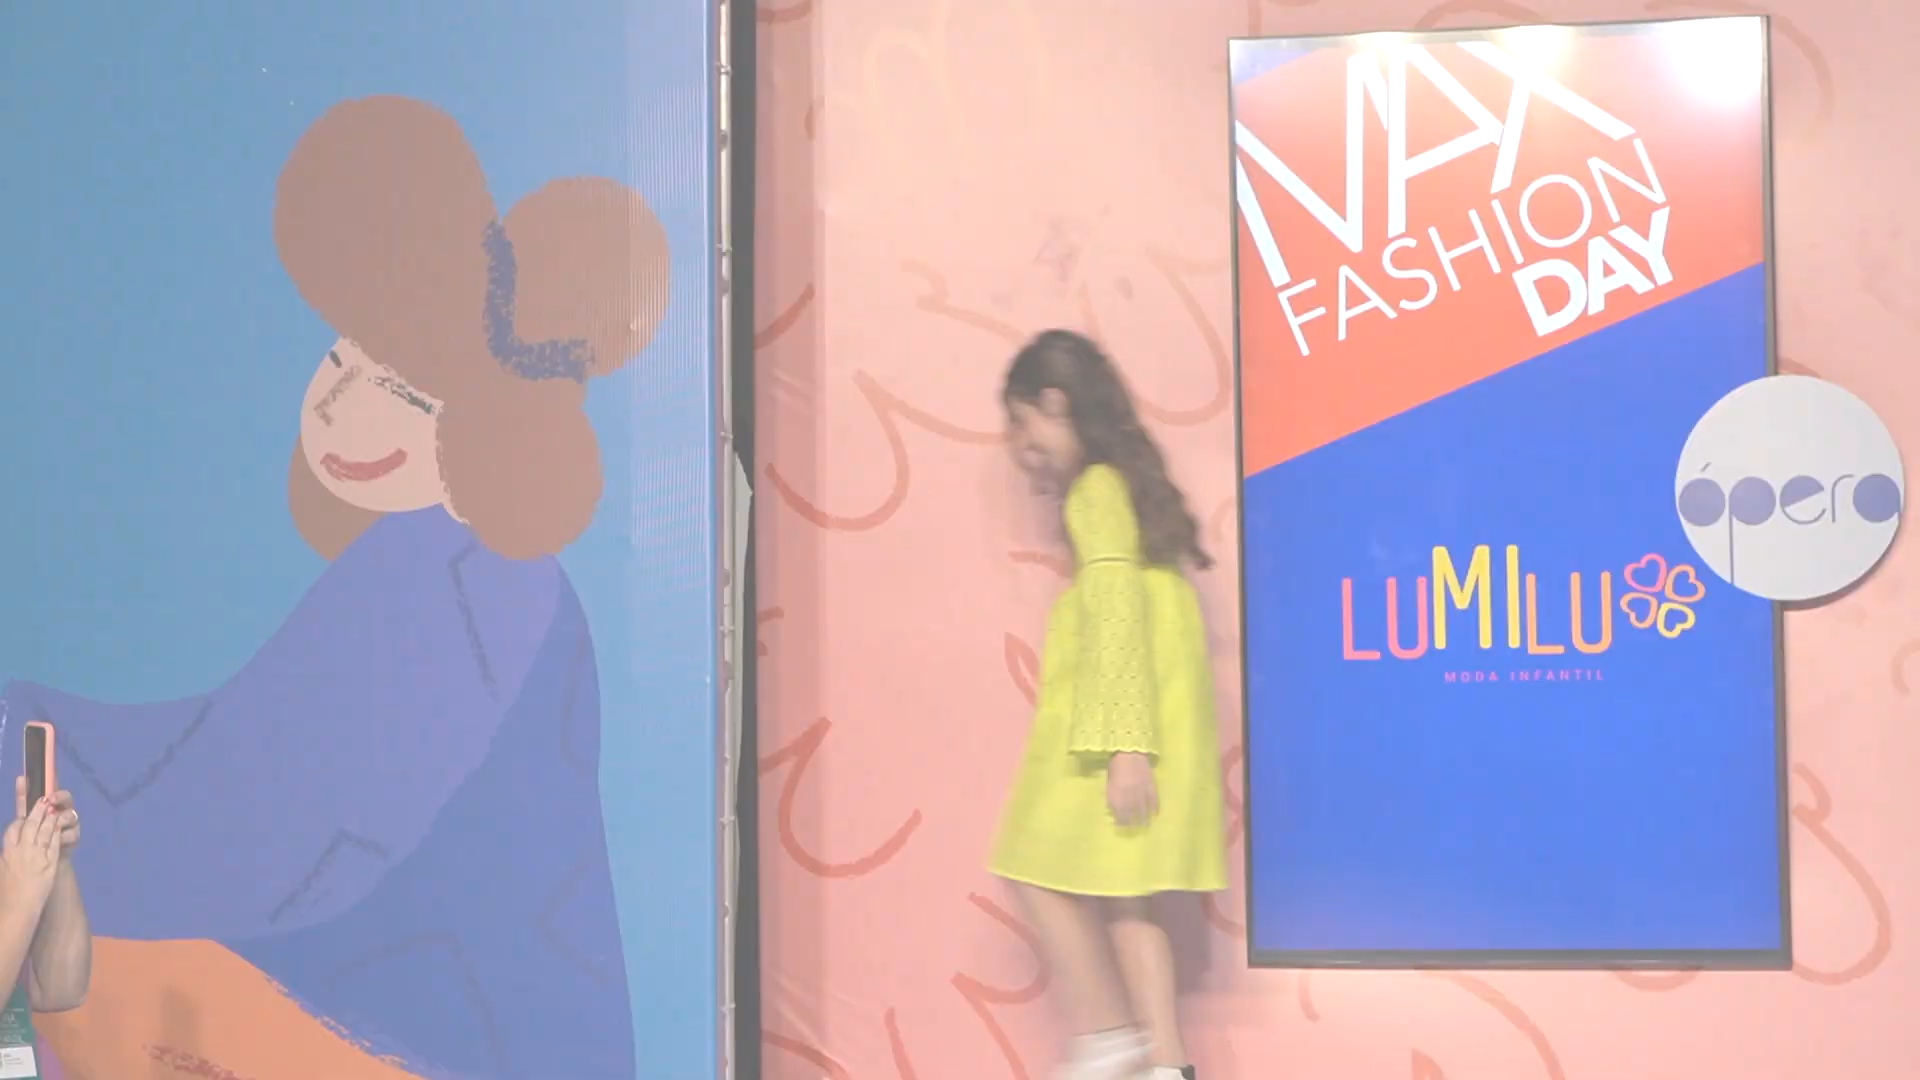 MAX
FASHION
DAY
ópera
LUMILU
MODA INFANTIL